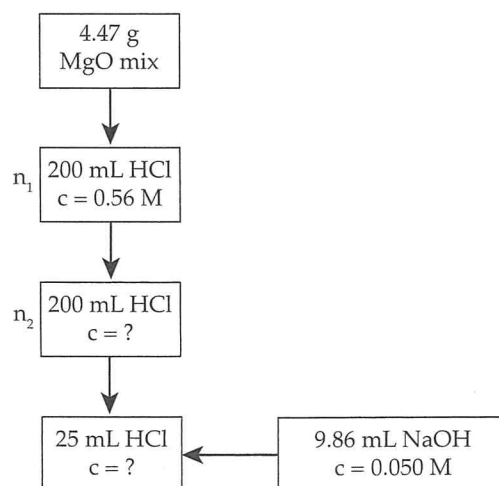 4.47 g
MgO mix
n₁
200 mL HCl
c = 0.56 M
n₂
200 mL HCl
c = ?
25 mL HCl
c = ?
9.86 mL NaOH
c = 0.050 M